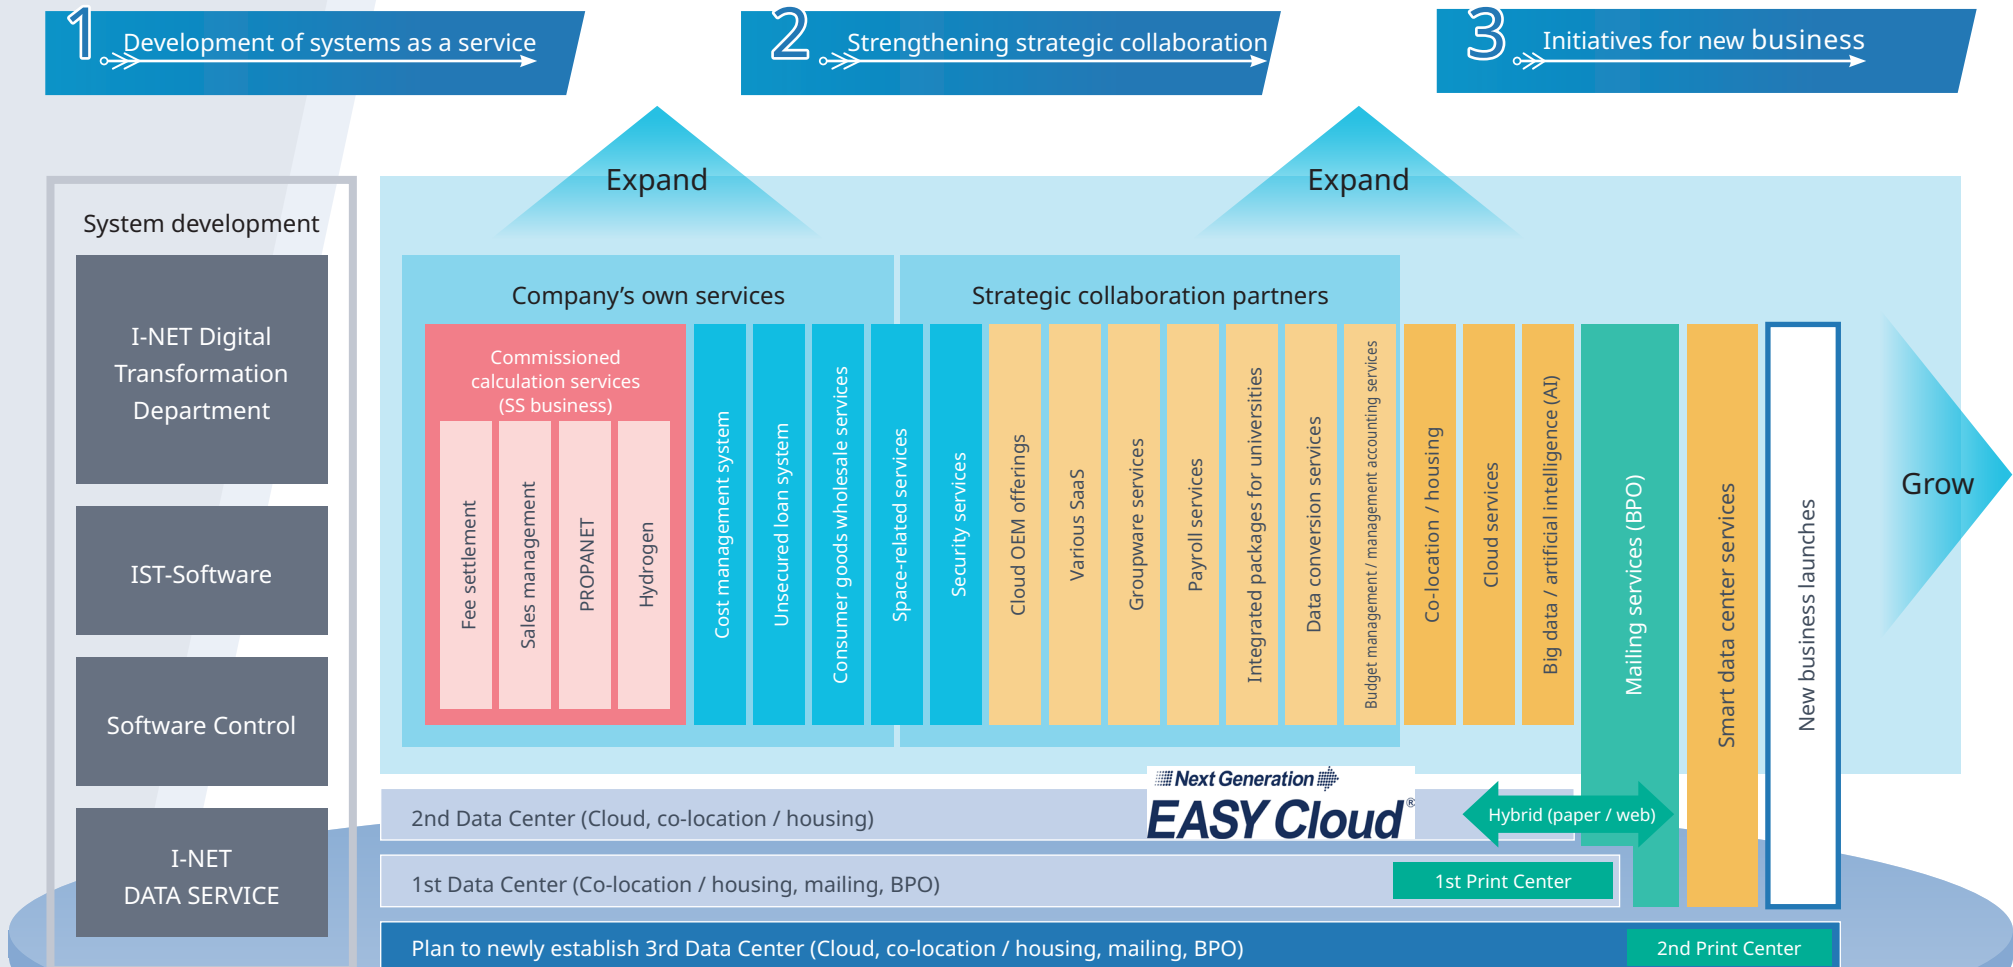 1
Development of systems as a service
2
Strengthening strategic collaboration
3
Initiatives for new business
Expand
Expand
System development
I-NET Digital
Transformation
Department
IST-Software
Software Control
I-NET
DATA SERVICE
Company's own services
Strategic collaboration partners
Commissioned
calculation services
(SS business)
Fee settlement
Sales management
PROPANET
Hydrogen
Cost management system
Unsecured loan system
Consumer goods wholesale services
Space-related services
Security services
Cloud OEM offerings
Various SaaS
Groupware services
Payroll services
Integrated packages for universities
Data conversion services
Budget management / management accounting services
Co-location / housing
Cloud services
Big data / artificial intelligence (AI)
Mailing services (BPO)
Smart data center services
New business launches
Grow
2nd Data Center (Cloud, co-location / housing)
Next Generation
EASY Cloud®
Hybrid (paper / web)
1st Data Center (Co-location / housing, mailing, BPO)
1st Print Center
Plan to newly establish 3rd Data Center (Cloud, co-location / housing, mailing, BPO)
2nd Print Center